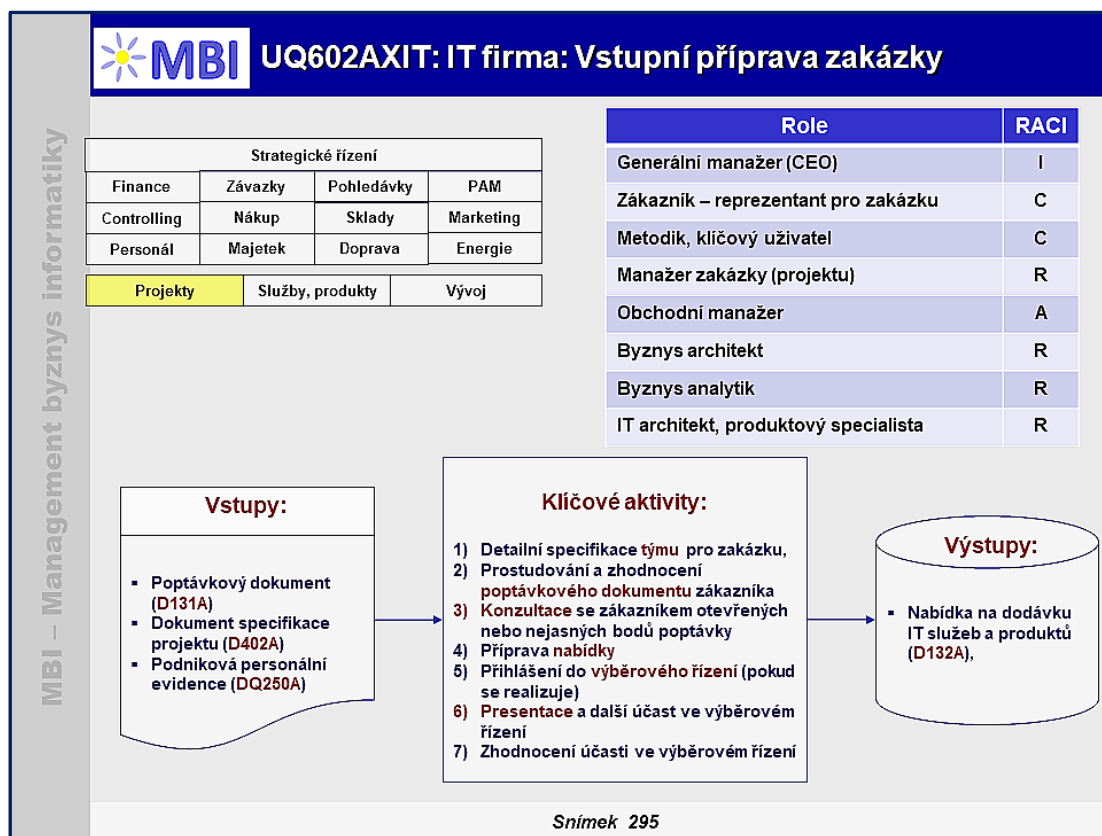 MBI
UQ602AXIT: IT firma: Vstupní příprava zakázky
MBI – Management byznys informatiky
Strategické řízení
Finance Závazky Pohledávky PAM
Controlling Nákup Sklady Marketing
Personál Majetek Doprava Energie
Projekty Služby, produkty Vývoj
Role RACI
Generální manažer (CEO) I
Zákazník – reprezentant pro zakázku C
Metodik, klíčový uživatel C
Manažer zakázky (projektu) R
Obchodní manažer A
Byznys architekt R
Byznys analytik R
IT architekt, produktový specialista R
Vstupy:
▪ Poptávkový dokument
(D131A)
▪ Dokument specifikace
projektu (D402A)
▪ Podniková personální
evidence (DQ250A)
Klíčové aktivity:
1) Detailní specifikace týmu pro zakázku,
2) Prostudování a zhodnocení
poptávkového dokumentu zákazníka
3) Konzultace se zákazníkem otevřených
nebo nejasných bodů poptávky
4) Příprava nabídky
5) Přihlášení do výběrového řízení (pokud
se realizuje)
6) Presentace a další účast ve výběrovém
řízení
7) Zhodnocení účasti ve výběrovém řízení
Výstupy:
▪ Nabídka na dodávku
IT služeb a produktů
(D132A),
Snímek 295